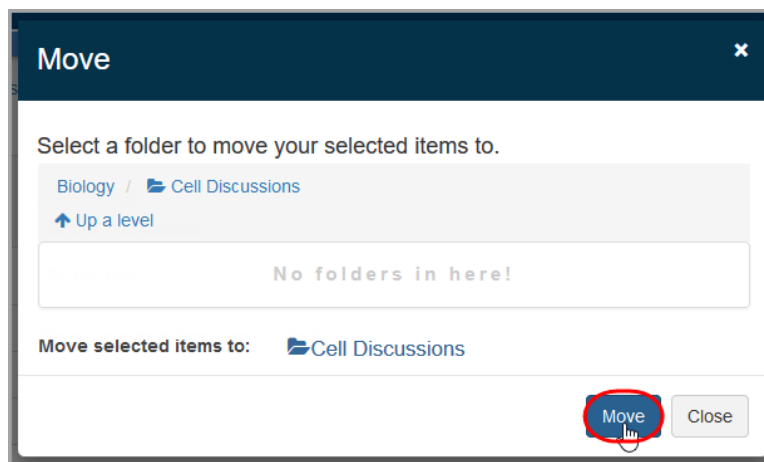 Move ×
Select a folder to move your selected items to.
Biology / Cell Discussions
Up a level
No folders in here!
Move selected items to: Cell Discussions
Move Close